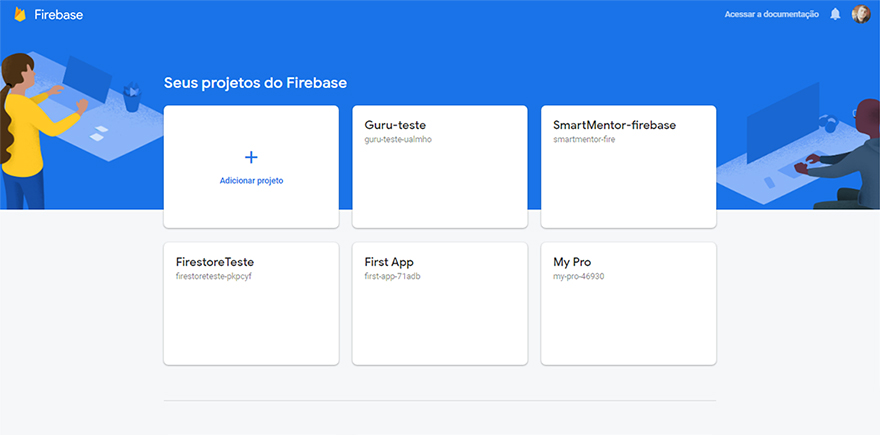 Firebase
Acessar a documentação
Seus projetos do Firebase
Adicionar projeto
Guru-teste
guru-teste-ualmho
SmartMentor-firebase
smartmentor-fire
FirestoreTeste
firestoreteste-pkpcyf
First App
first-app-71adb
My Pro
my-pro-46930